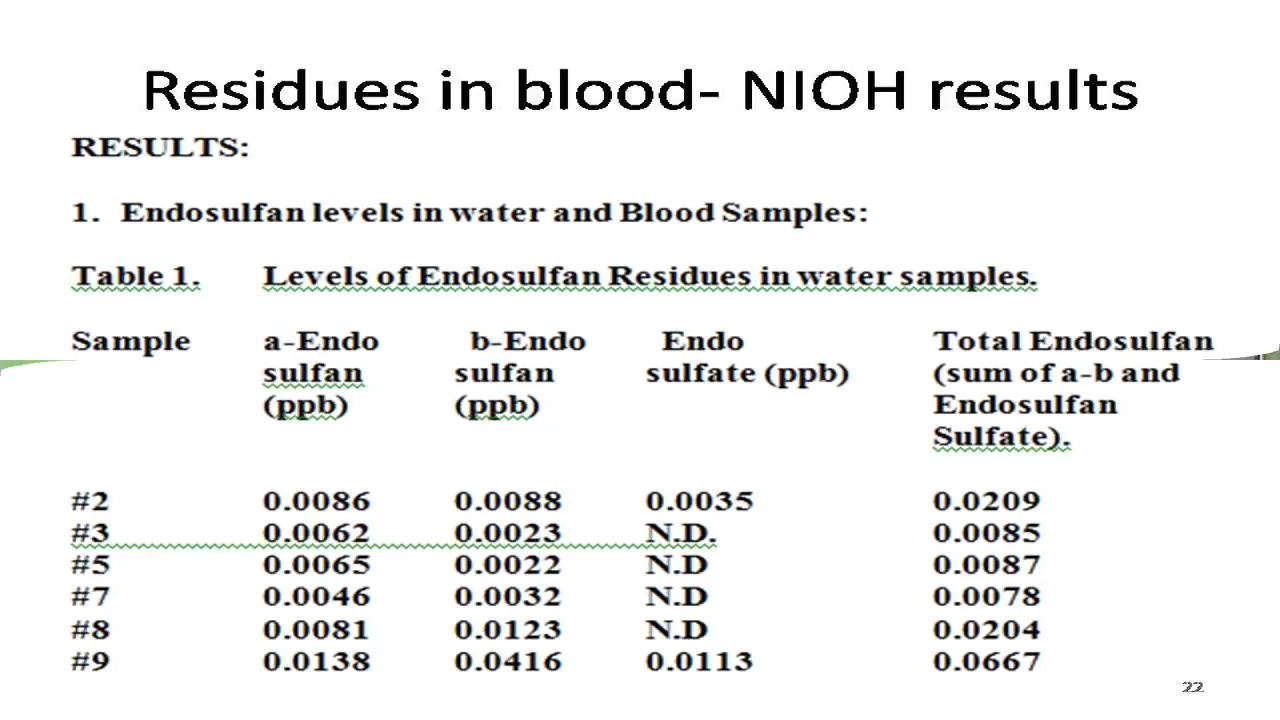 Residues in blood- NIOH results
RESULTS:
1. Endosulfan levels in water and Blood Samples:
Table 1. Levels of Endosulfan Residues in water samples.
Sample a-Endo b-Endo Endo Total Endosulfan
sulfan sulfan sulfate (ppb) (sum of a-b and
(ppb) (ppb) Endosulfan
Sulfate).
#2 0.0086 0.0088 0.0035 0.0209
#3 0.0062 0.0023 N.D. 0.0085
#5 0.0065 0.0022 N.D 0.0087
#7 0.0046 0.0032 N.D 0.0078
#8 0.0081 0.0123 N.D 0.0204
#9 0.0138 0.0416 0.0113 0.0667
22